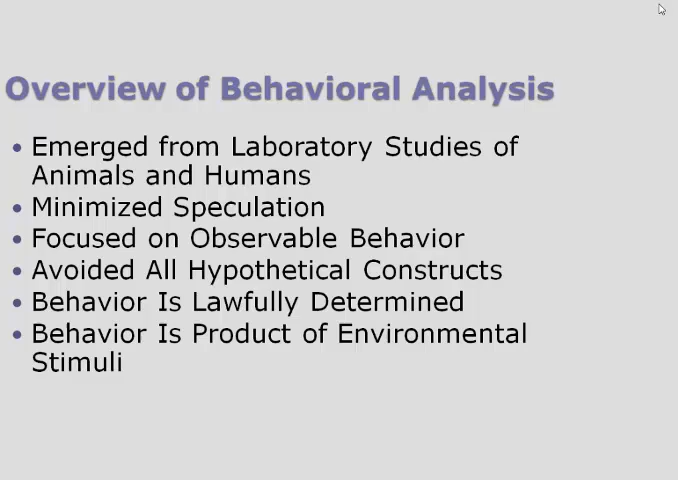 Overview of Behavioral Analysis
• Emerged from Laboratory Studies of
Animals and Humans
• Minimized Speculation
• Focused on Observable Behavior
• Avoided All Hypothetical Constructs
• Behavior Is Lawfully Determined
• Behavior Is Product of Environmental
Stimuli